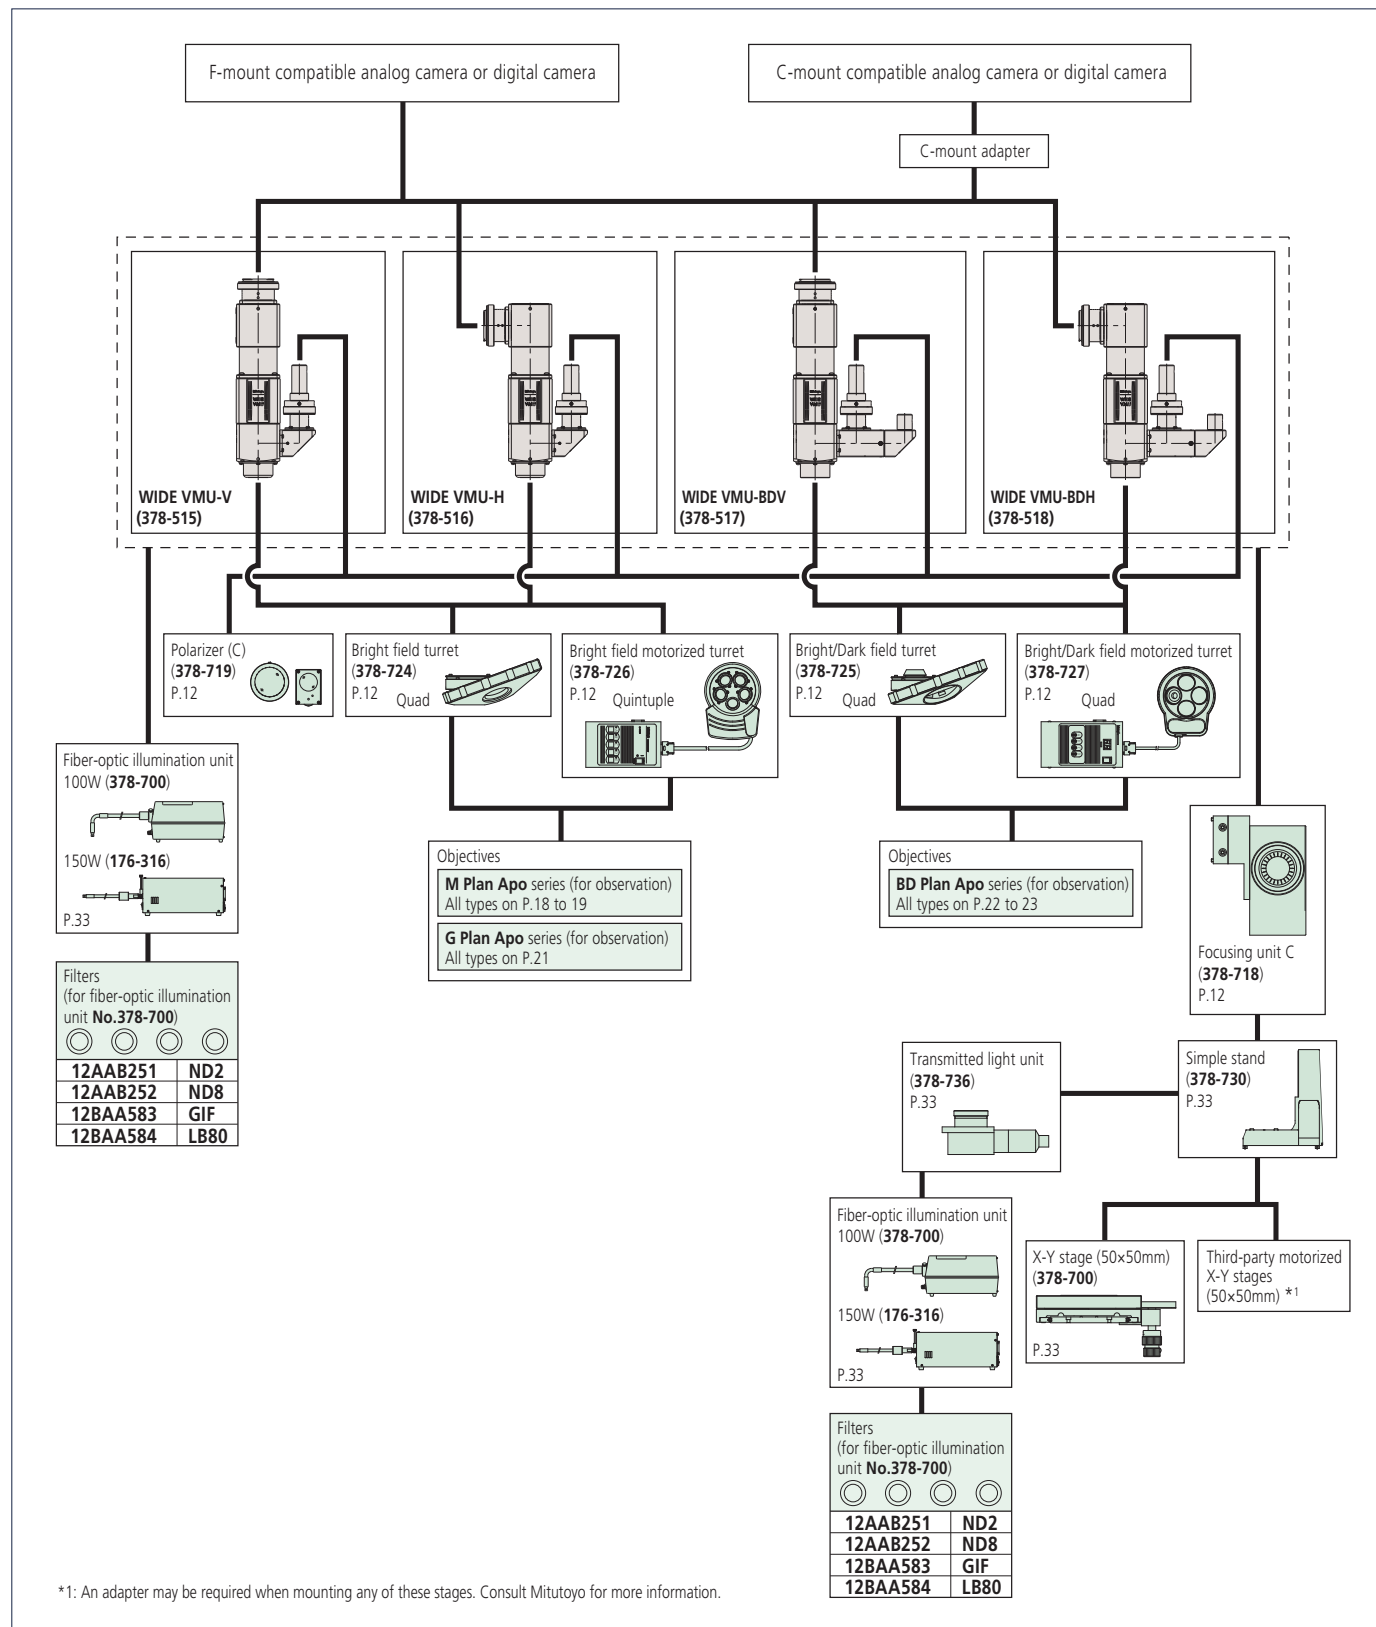 F-mount compatible analog camera or digital camera
C-mount compatible analog camera or digital camera
C-mount adapter
WIDE VMU-V
(378-515)
WIDE VMU-H
(378-516)
WIDE VMU-BDV
(378-517)
WIDE VMU-BDH
(378-518)
Polarizer (C)
(378-719)
P.12
Bright field turret
(378-724)
P.12 Quad
Bright field motorized turret
(378-726)
P.12 Quintuple
Bright/Dark field turret
(378-725)
P.12 Quad
Bright/Dark field motorized turret
(378-727)
P.12 Quad
Fiber-optic illumination unit
100W (378-700)
150W (176-316)
P.33
Filters
(for fiber-optic illumination
unit No.378-700)
12AAB251 ND2
12AAB252 ND8
12BAA583 GIF
12BAA584 LB80
Objectives
M Plan Apo series (for observation)
All types on P.18 to 19
G Plan Apo series (for observation)
All types on P.21
Objectives
BD Plan Apo series (for observation)
All types on P.22 to 23
Focusing unit C
(378-718)
P.12
Transmitted light unit
(378-736)
P.33
Simple stand
(378-730)
P.33
Fiber-optic illumination unit
100W (378-700)
150W (176-316)
P.33
X-Y stage (50×50mm)
(378-700)
P.33
Third-party motorized
X-Y stages
(50×50mm) *1
Filters
(for fiber-optic illumination
unit No.378-700)
12AAB251 ND2
12AAB252 ND8
12BAA583 GIF
12BAA584 LB80
*1: An adapter may be required when mounting any of these stages. Consult Mitutoyo for more information.